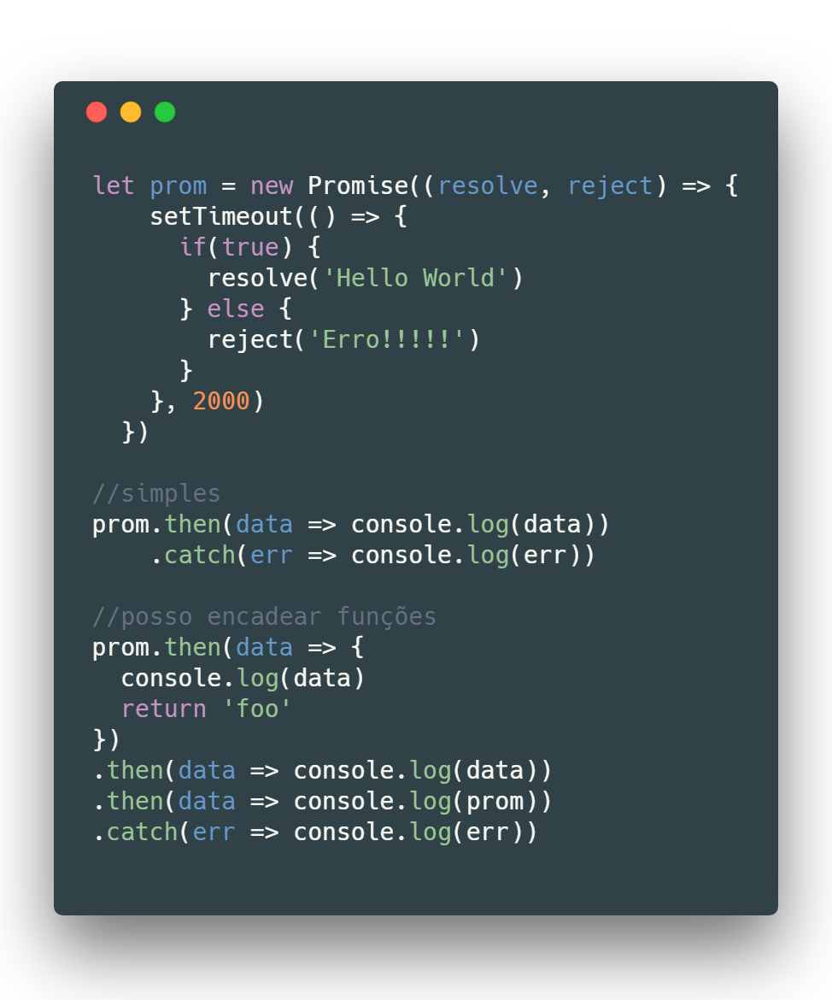 let prom = new Promise((resolve, reject) => {
    setTimeout(() => {
      if(true) {
        resolve('Hello World')
      } else {
        reject('Erro!!!!!')
      }
    }, 2000)
  })

//simples
prom.then(data => console.log(data))
    .catch(err => console.log(err))

//posso encadear funções
prom.then(data => {
  console.log(data)
  return 'foo'
})
.then(data => console.log(data))
.then(data => console.log(prom))
.catch(err => console.log(err))